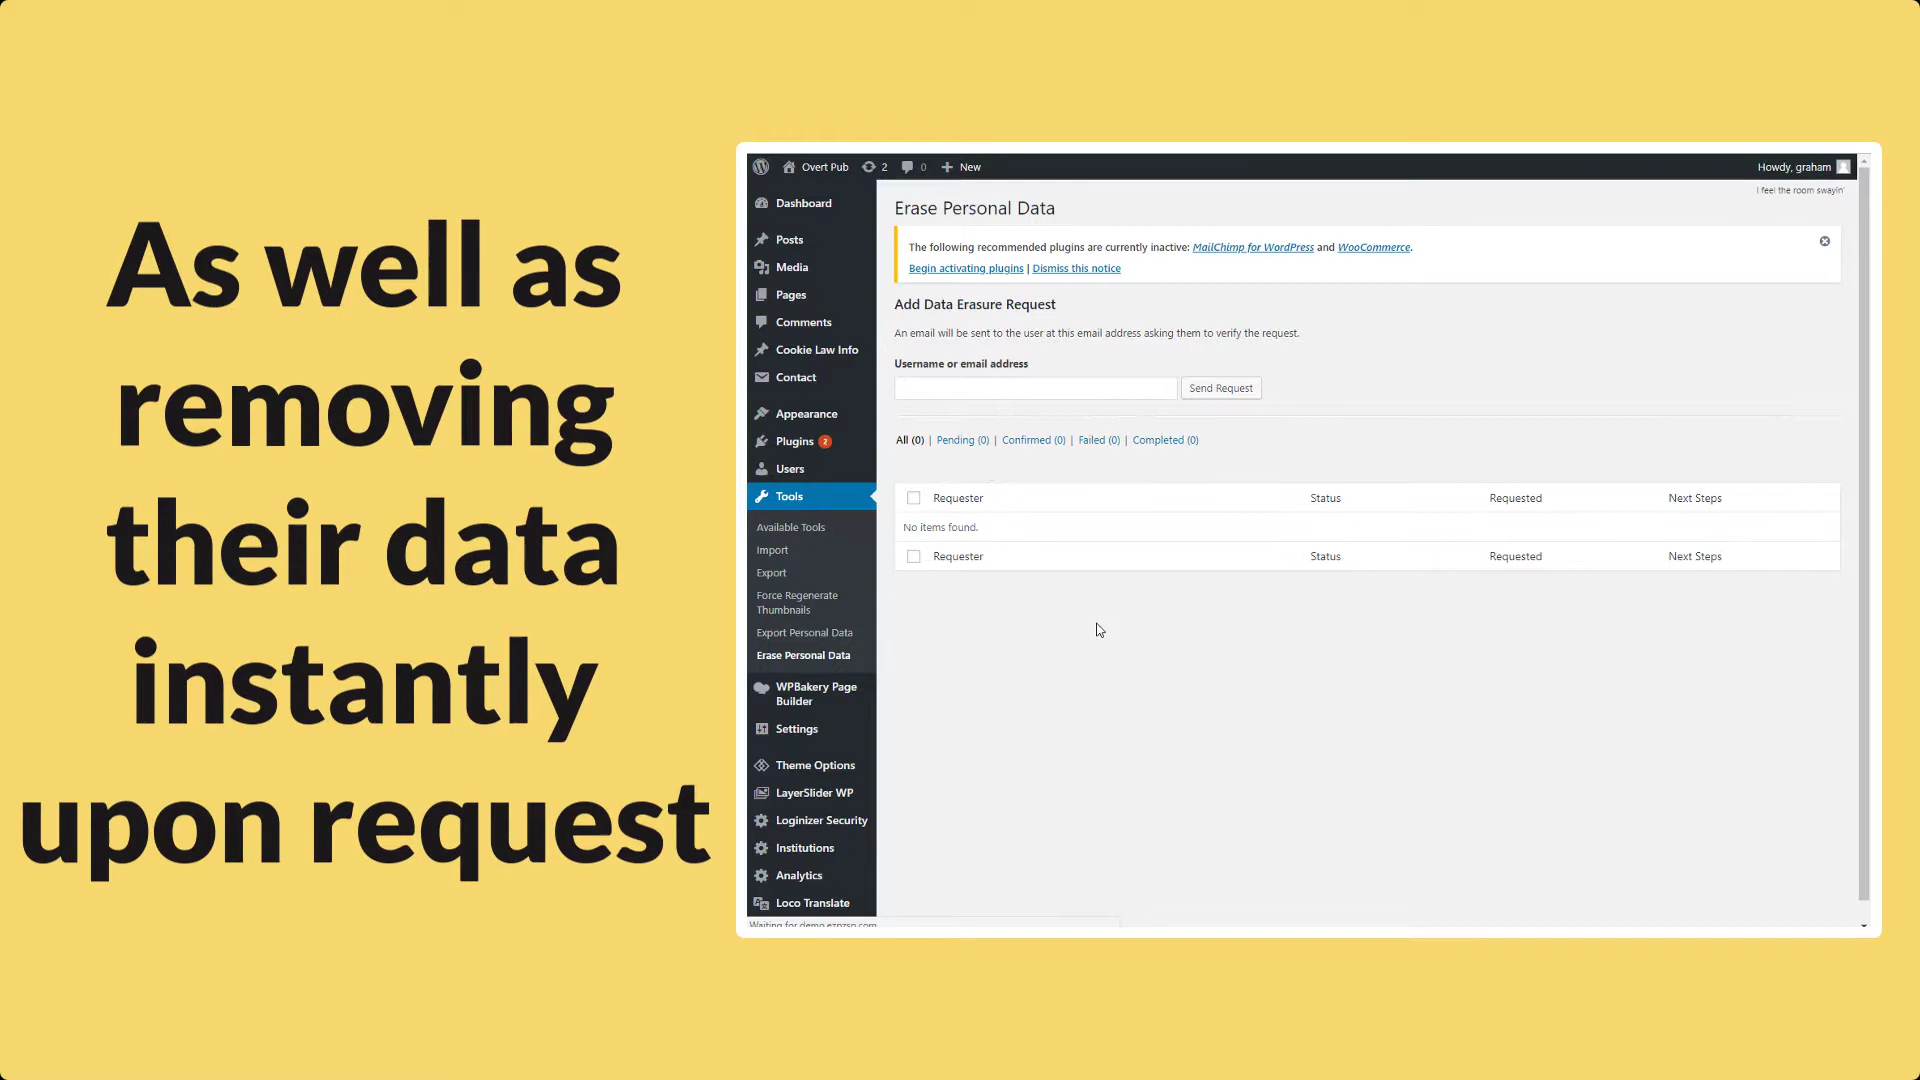 As well as
removing
their data
instantly
upon request
Overt Pub 2 0 New
Howdy, graham
I feel the room swayin'
Dashboard
Posts
Media
Pages
Comments
Cookie Law Info
Contact
Appearance
Plugins 2
Users
Tools
Available Tools
Import
Export
Force Regenerate
Thumbnails
Export Personal Data
Erase Personal Data
WPBakery Page
Builder
Settings
Theme Options
LayerSlider WP
Loginizer Security
Institutions
Analytics
Loco Translate
Erase Personal Data
The following recommended plugins are currently inactive: MailChimp for WordPress and WooCommerce.
Begin activating plugins | Dismiss this notice
Add Data Erasure Request
An email will be sent to the user at this email address asking them to verify the request.
Username or email address
Send Request
All (0) | Pending (0) | Confirmed (0) | Failed (0) | Completed (0)
Requester Status Requested Next Steps
No items found.
Requester Status Requested Next Steps
Waiting for demo.ezpzsp.com